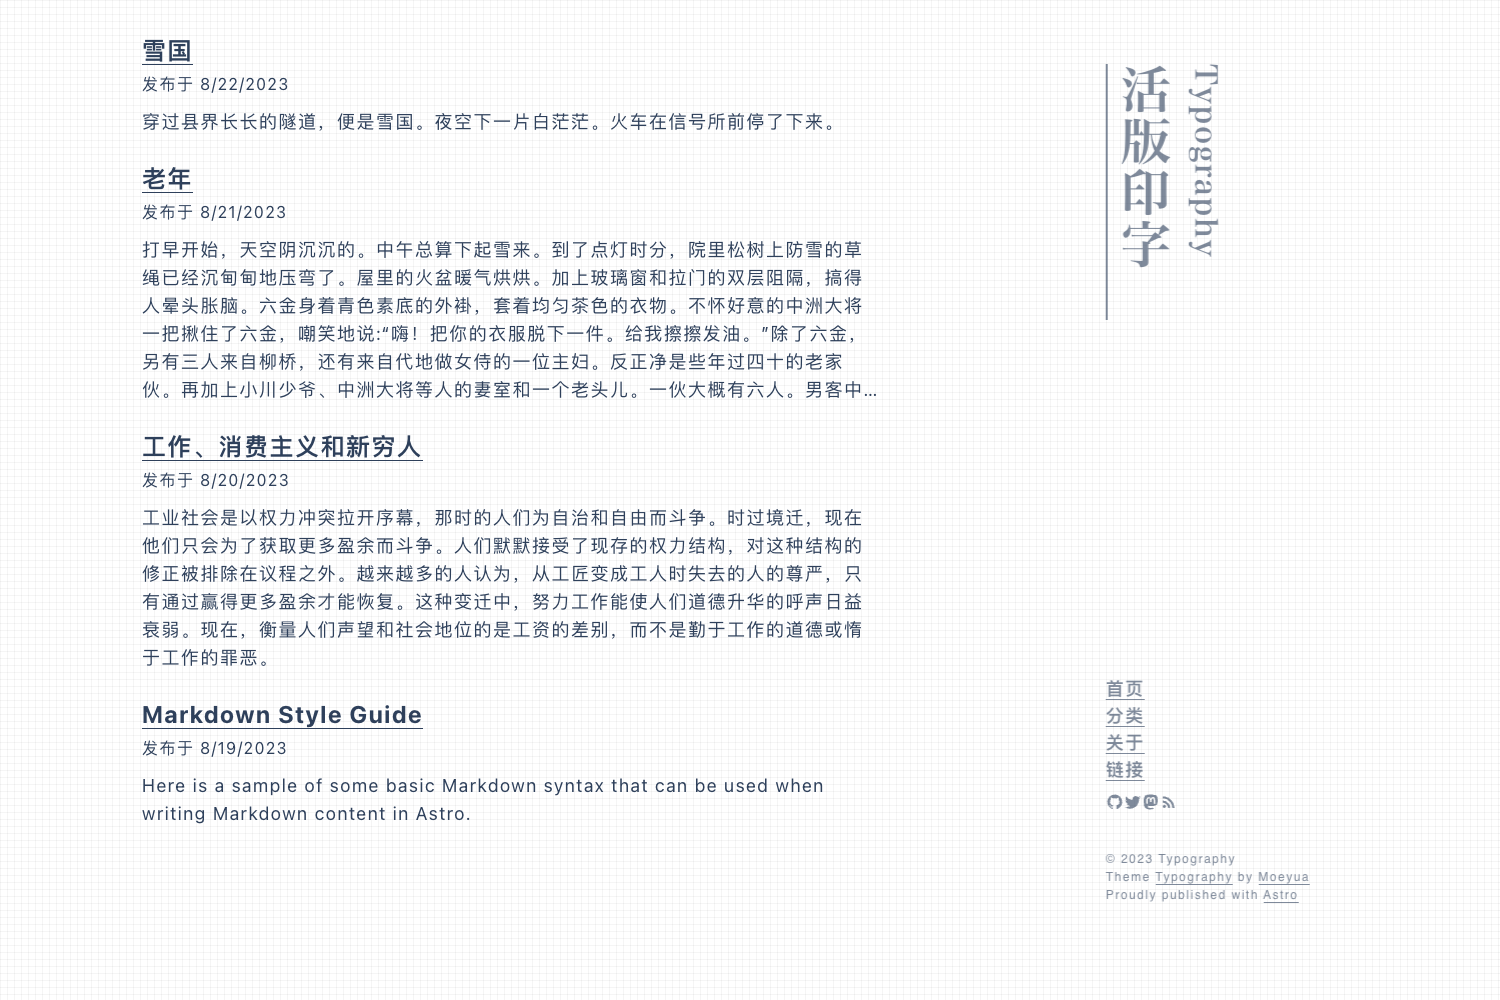 雪国
发布于 8/22/2023
穿过县界长长的隧道，便是雪国。夜空下一片白茫茫。火车在信号所前停了下来。
老年
发布于 8/21/2023
打早开始，天空阴沉沉的。中午总算下起雪来。到了点灯时分，院里松树上防雪的草
绳已经沉甸甸地压弯了。屋里的火盆暖气烘烘。加上玻璃窗和拉门的双层阻隔，搞得
人晕头胀脑。六金身着青色素底的外褂，套着均匀茶色的衣物。不怀好意的中洲大将
一把揪住了六金，嘲笑地说:“嗨！把你的衣服脱下一件。给我擦擦发油。”除了六金，
另有三人来自柳桥，还有来自代地做女侍的一位主妇。反正净是些年过四十的老家
伙。再加上小川少爷、中洲大将等人的妻室和一个老头儿。一伙大概有六人。男客中...
工作、消费主义和新穷人
发布于 8/20/2023
工业社会是以权力冲突拉开序幕，那时的人们为自治和自由而斗争。时过境迁，现在
他们只会为了获取更多盈余而斗争。人们默默接受了现存的权力结构，对这种结构的
修正被排除在议程之外。越来越多的人认为，从工匠变成工人时失去的人的尊严，只
有通过赢得更多盈余才能恢复。这种变迁中，努力工作能使人们道德升华的呼声日益
衰弱。现在，衡量人们声望和社会地位的是工资的差别，而不是勤于工作的道德或惰
于工作的罪恶。
Markdown Style Guide
发布于 8/19/2023
Here is a sample of some basic Markdown syntax that can be used when
writing Markdown content in Astro.
Typography
活版印字
首页
分类
关于
链接
© 2023 Typography
Theme Typography by Moeyua
Proudly published with Astro